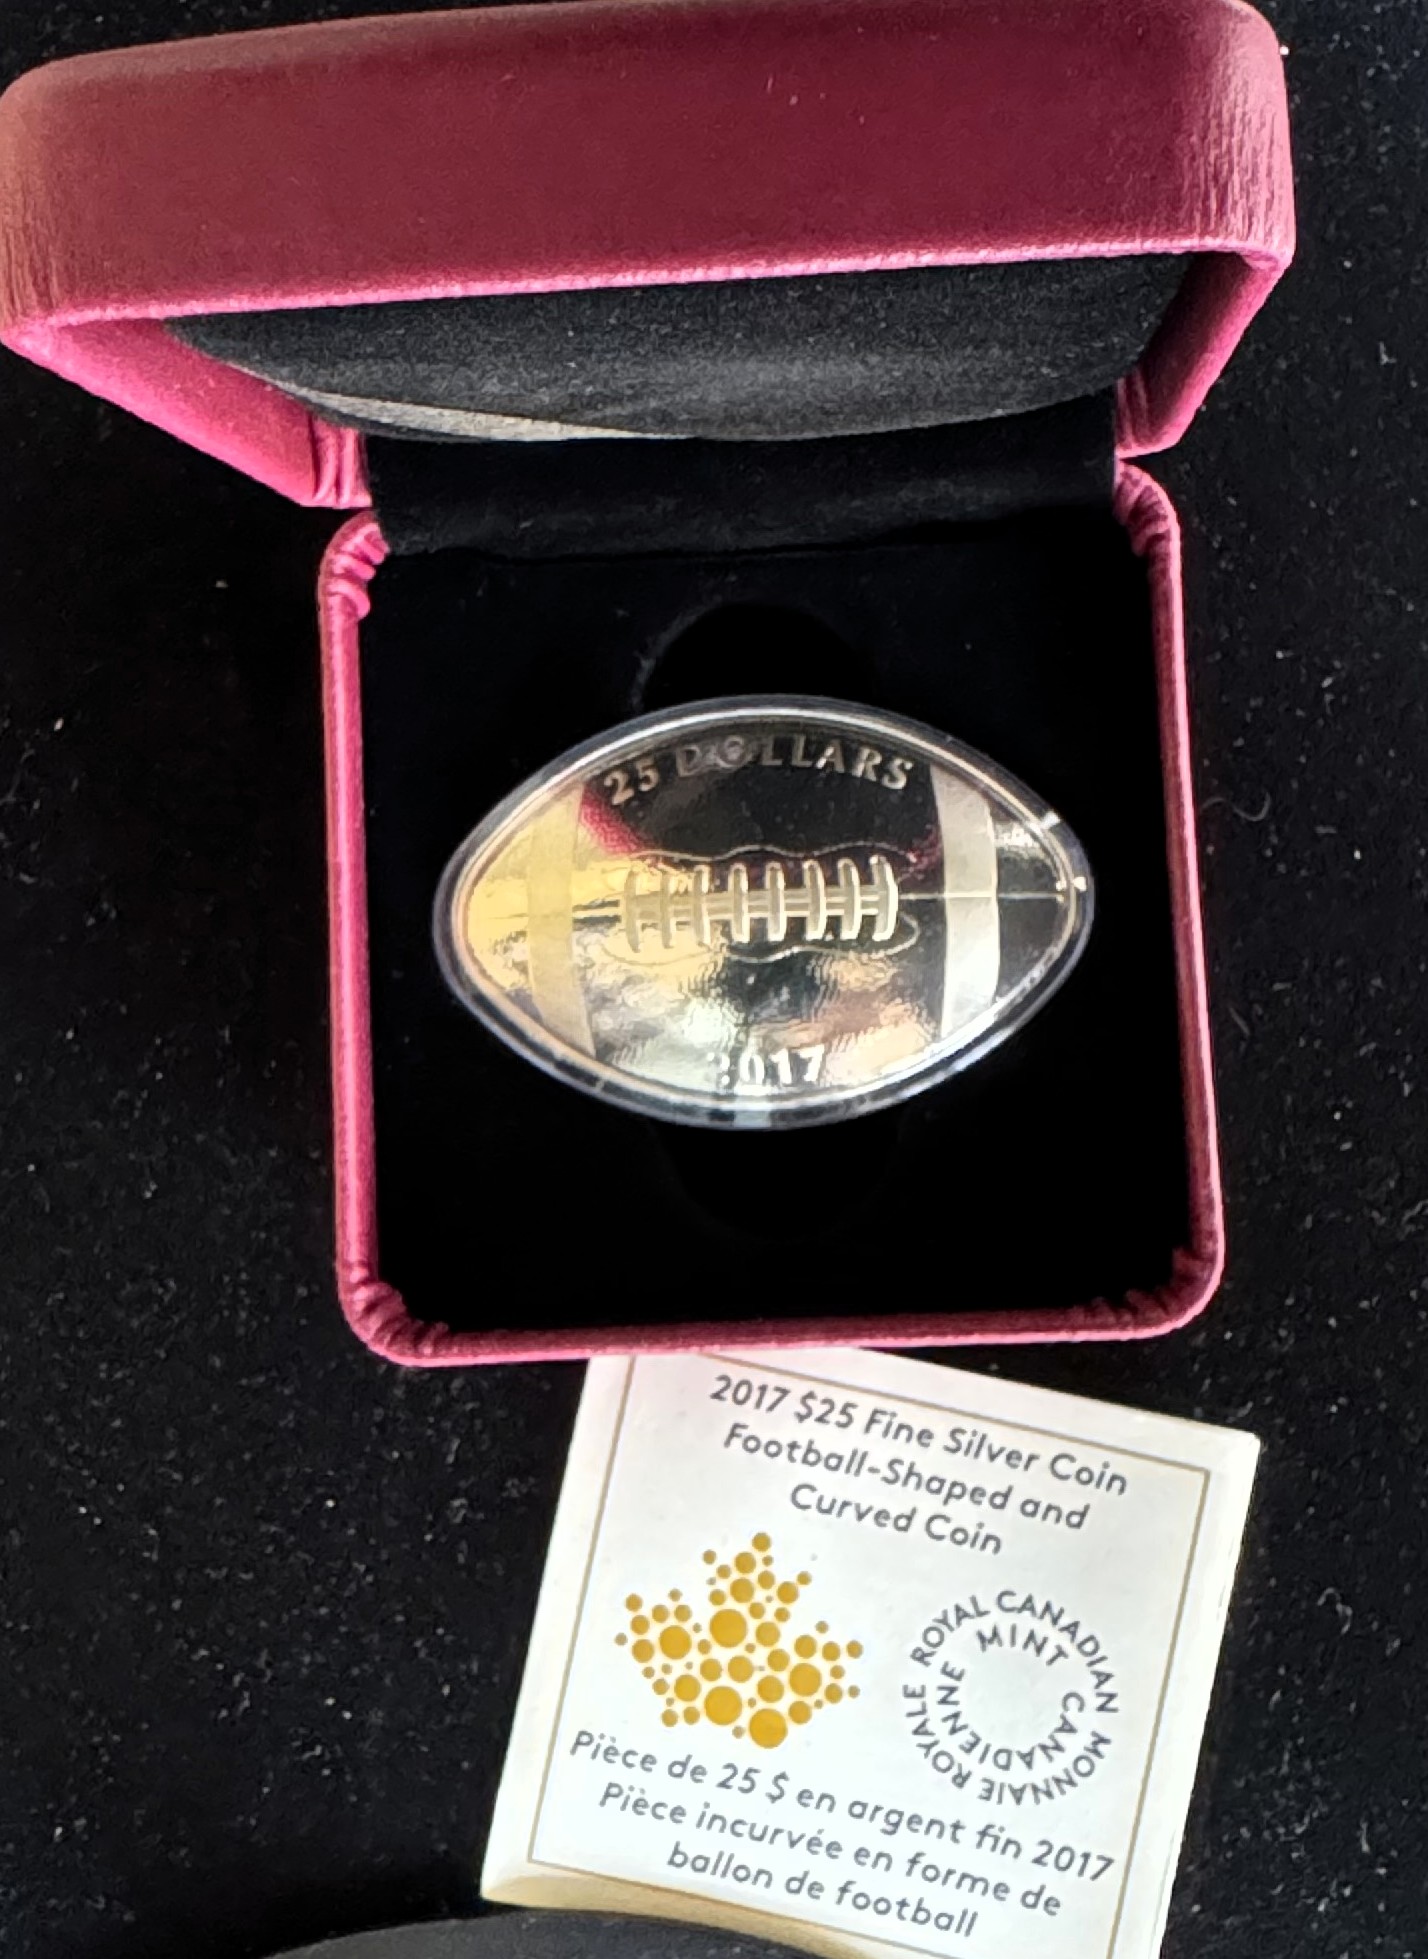 25 DOLLARS
2017
2017 $25 Fine Silver Coin
Football-Shaped and
Curved Coin
ROYAL CANADIAN MINT
MONNAIE ROYALE CANADIENNE
Pièce de 25 $ en argent fin 2017
Pièce incurvée en forme de
ballon de football